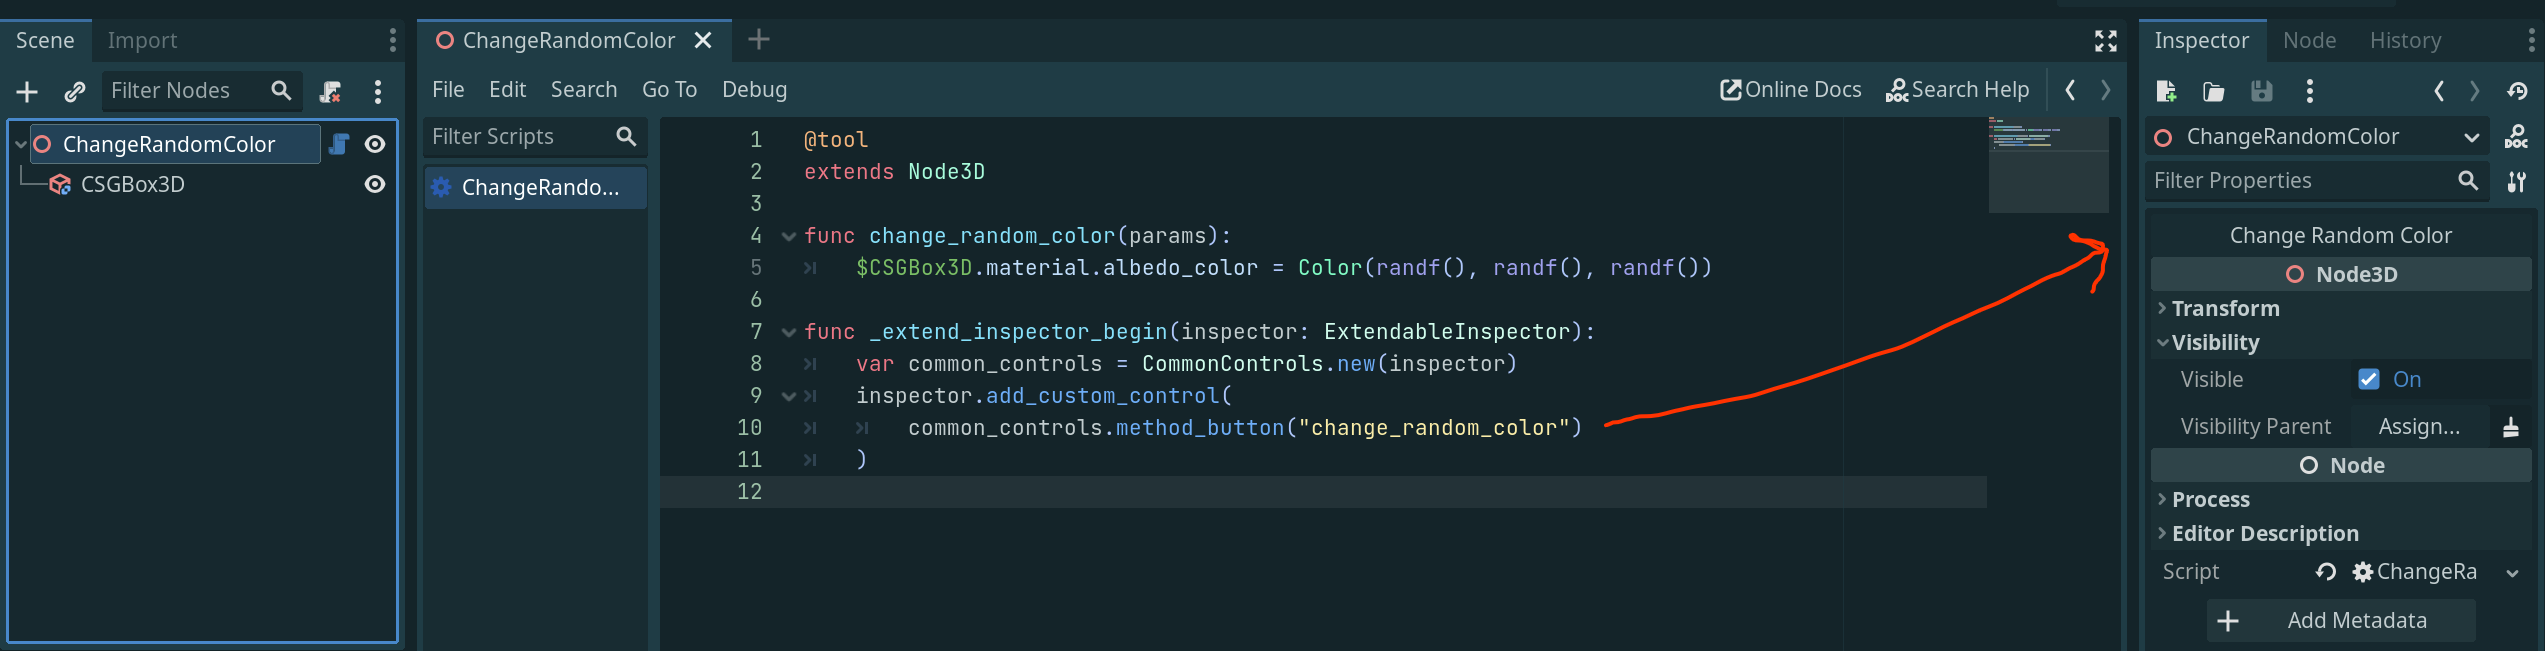 Scene
Import
Filter Nodes
ChangeRandomColor
CSGBox3D
ChangeRandomColor
File Edit Search Go To Debug
Online Docs
DOC Search Help
Filter Scripts
ChangeRando...
1 @tool
2 extends Node3D
3
4 func change_random_color(params):
5 $CSGBox3D.material.albedo_color = Color(randf(), randf(), randf())
6
7 func _extend_inspector_begin(inspector: ExtendableInspector):
8 var common_controls = CommonControls.new(inspector)
9 inspector.add_custom_control(
10 common_controls.method_button("change_random_color")
11 )
12
Inspector Node History
ChangeRandomColor
DOC
Filter Properties
Change Random Color
Node3D
Transform
Visibility
Visible On
Visibility Parent Assign...
Node
Process
Editor Description
Script ChangeRa
Add Metadata